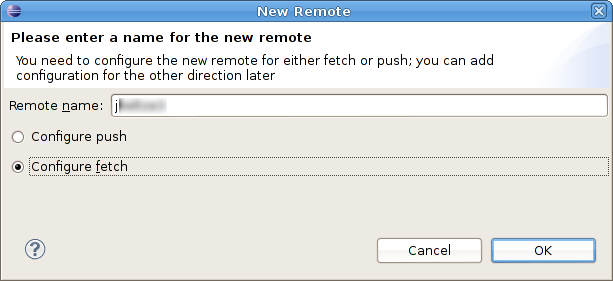 New Remote
Please enter a name for the new remote
You need to configure the new remote for either fetch or push; you can add
configuration for the other direction later
Remote name:
Configure push
Configure fetch
Cancel OK